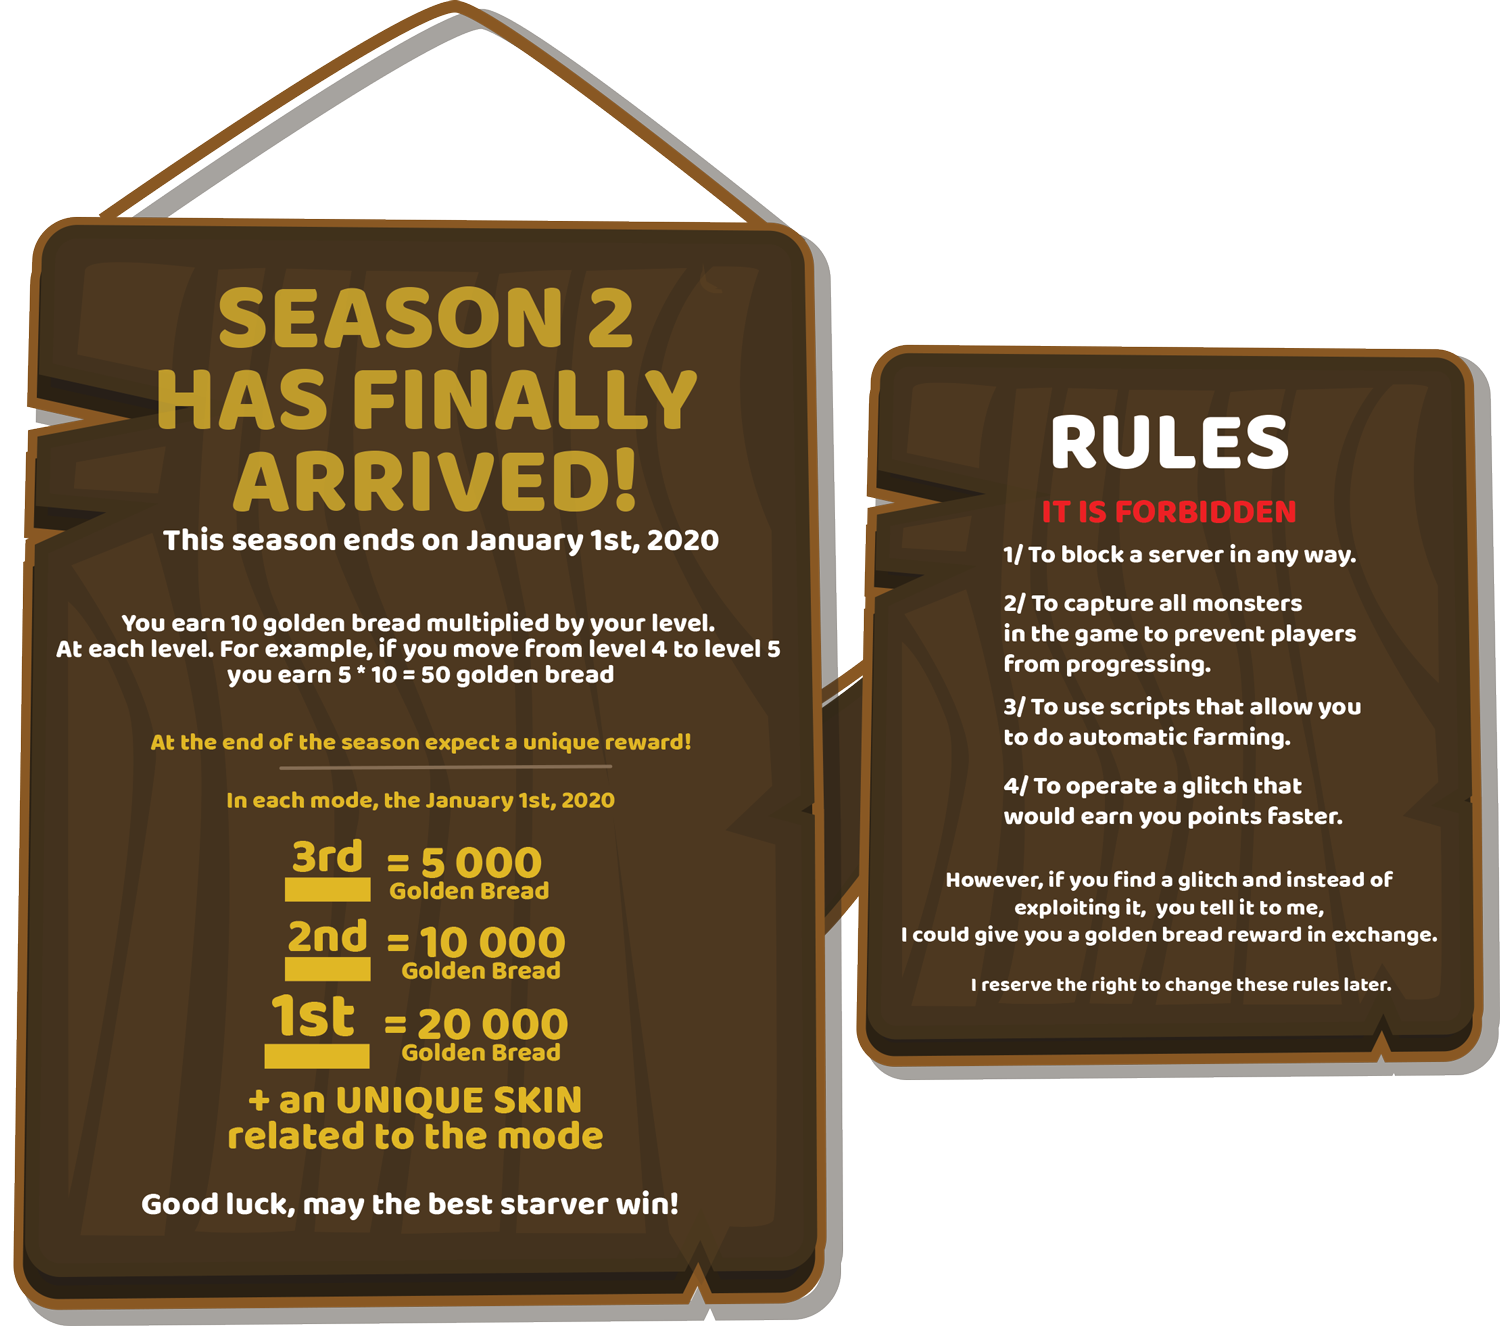 SEASON 2
HAS FINALLY
ARRIVED!
This season ends on January 1st, 2020
You earn 10 golden bread multiplied by your level.
At each level. For example, if you move from level 4 to level 5
you earn 5 * 10 = 50 golden bread
At the end of the season expect a unique reward!
In each mode, the January 1st, 2020
3rd = 5 000
Golden Bread
2nd = 10 000
Golden Bread
1st = 20 000
Golden Bread
+ an UNIQUE SKIN
related to the mode
Good luck, may the best starver win!
RULES
IT IS FORBIDDEN
1/ To block a server in any way.
2/ To capture all monsters
in the game to prevent players
from progressing.
3/ To use scripts that allow you
to do automatic farming.
4/ To operate a glitch that
would earn you points faster.
However, if you find a glitch and instead of
exploiting it, you tell it to me,
I could give you a golden bread reward in exchange.
I reserve the right to change these rules later.